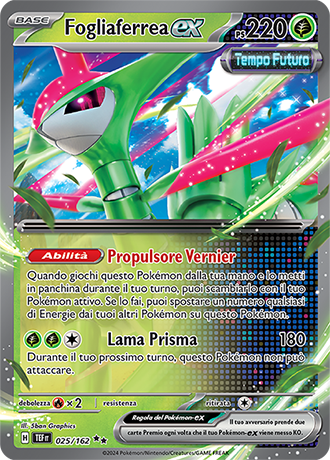 BASE Fogliaferrea ex PS 220
Tempo Futuro
Abilità Propulsore Vernier
Quando giochi questo Pokémon dalla tua mano e lo metti
in panchina durante il tuo turno, puoi scambiarlo con il tuo
Pokémon attivo. Se lo fai, puoi spostare un numero qualsiasi
di Energie dai tuoi altri Pokémon su questo Pokémon.
Lama Prisma 180
Durante il tuo prossimo turno, questo Pokémon non può
attaccare.
debolezza × 2 resistenza ritirata
Ill. 5ban Graphics
Regola dei Pokémon-ex
Il tuo avversario prende due
carte Premio ogni volta che il tuo Pokémon-ex viene messo KO.
H TEF IT 025/162
©2024 Pokémon/Nintendo/Creatures/GAME FREAK